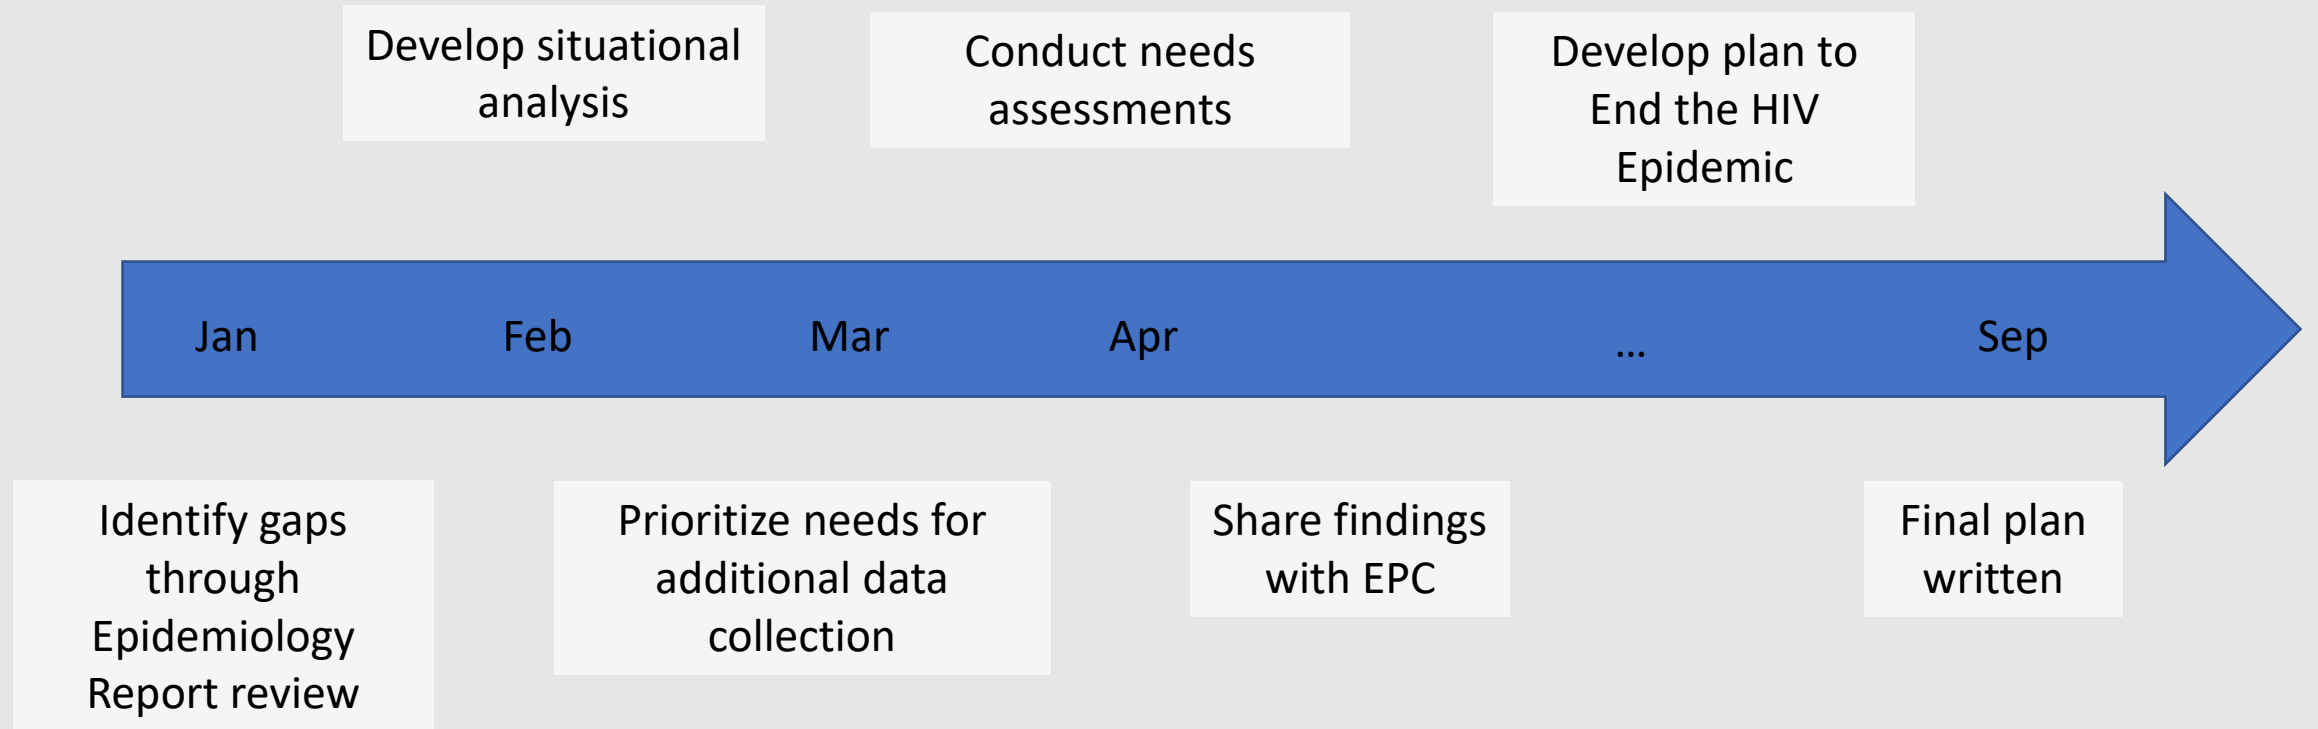 Develop situational
analysis
Conduct needs
assessments
Develop plan to
End the HIV
Epidemic
Jan
Feb
Mar
Apr
...
Sep
Identify gaps
through
Epidemiology
Report review
Prioritize needs for
additional data
collection
Share findings
with EPC
Final plan
written